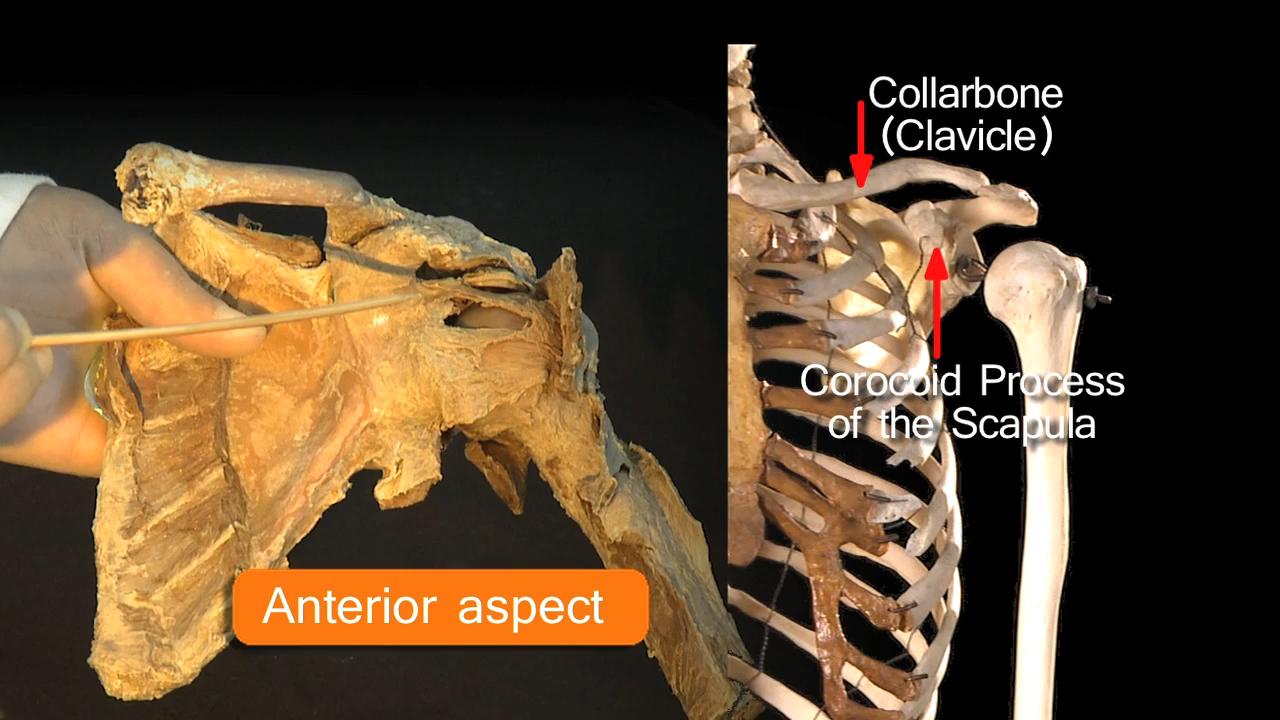 Collarbone
(Clavicle)
Corocoid Process
of the Scapula
Anterior aspect